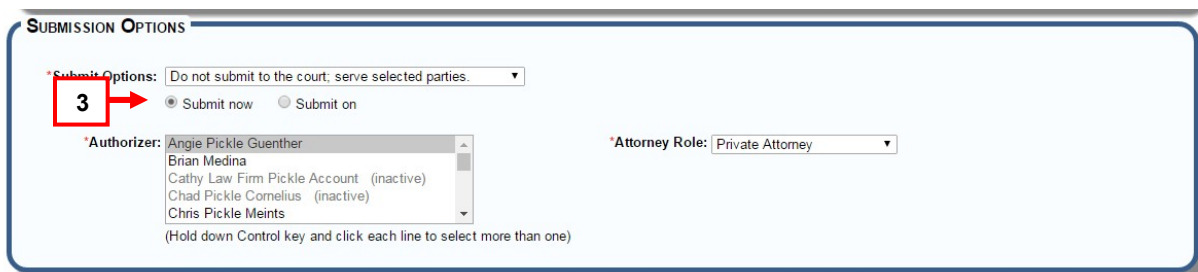 SUBMISSION OPTIONS
*Submit Options: Do not submit to the court; serve selected parties.
3 Submit now Submit on
*Authorizer: Angie Pickle Guenther *Attorney Role: Private Attorney
Brian Medina
Cathy Law Firm Pickle Account (inactive)
Chad Pickle Cornelius (inactive)
Chris Pickle Meints
(Hold down Control key and click each line to select more than one)